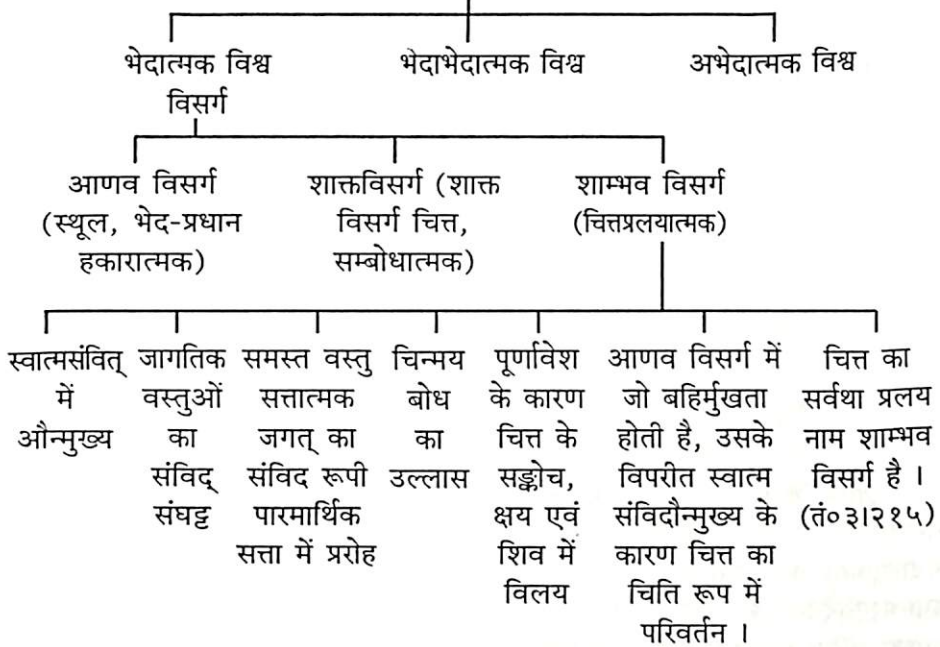 भेदात्मक विश्व
विसर्ग
भेदाभेदात्मक विश्व
अभेदात्मक विश्व
आणव विसर्ग
(स्थूल, भेद-प्रधान
हकारात्मक)
शाक्तविसर्ग (शाक्त
विसर्ग चित्त,
सम्बोधात्मक)
शाम्भव विसर्ग
(चित्तप्रलयात्मक)
स्वात्मसंवित्
में
औन्मुख्य
जागतिक
वस्तुओं
का
संविद्
संघट्ट
समस्त वस्तु
सत्तात्मक
जगत् का
संविद रूपी
पारमार्थिक
सत्ता में प्ररोह
चिन्मय
बोध
का
उल्लास
पूर्णावेश
के कारण
चित्त के
सङ्कोच,
क्षय एवं
शिव में
विलय
आणव विसर्ग में
जो बहिर्मुखता
होती है, उसके
विपरीत स्वात्म
संविदौन्मुख्य के
कारण चित्त का
चिति रूप में
परिवर्तन ।
चित्त का
सर्वथा प्रलय
नाम शाम्भव
विसर्ग है ।
(तं०३।२१५)